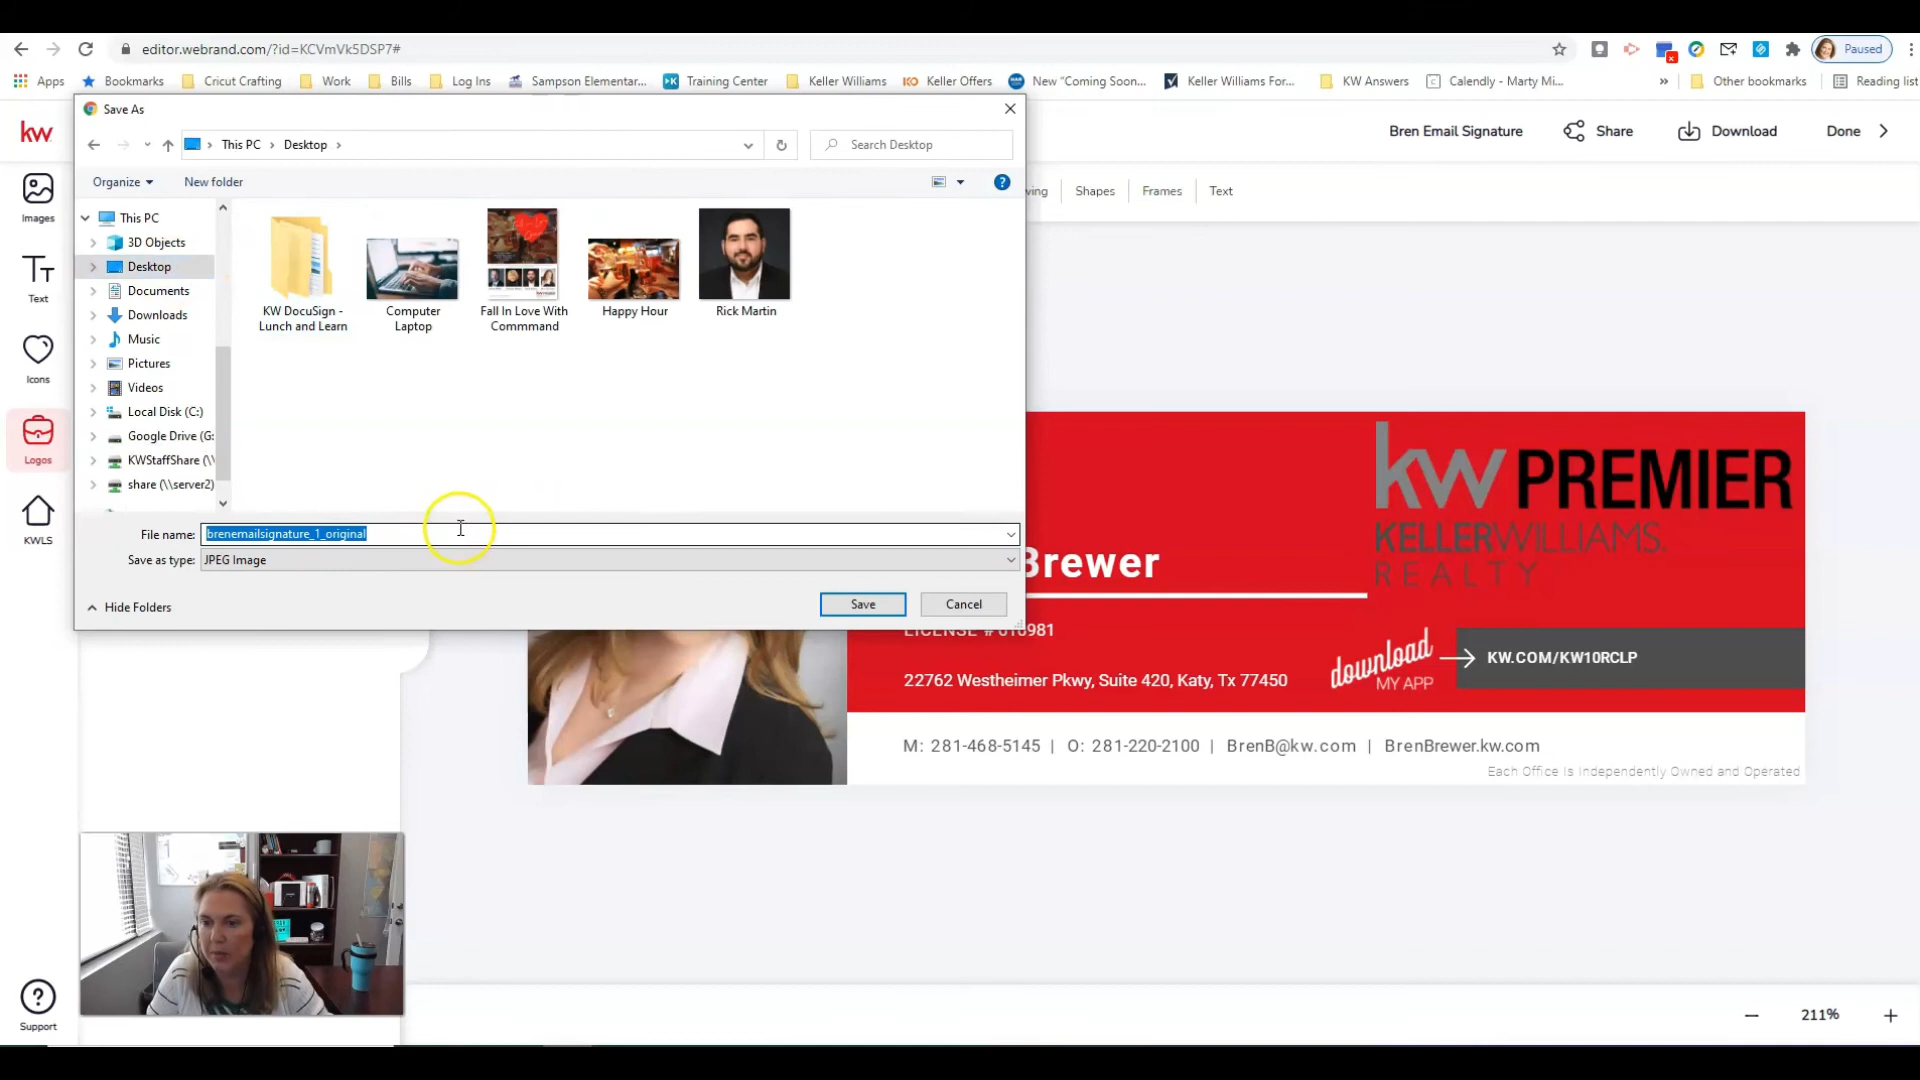 editor.webrand.com/?id=KCVmVk5DSP7#
Paused
Apps
Bookmarks
Cricut Crafting
Work
Bills
Log Ins
Sampson Elementar...
Training Center
Keller Williams
Keller Offers
New “Coming Soon...
Keller Williams For...
KW Answers
Calendly - Marty Mi...
»
Other bookmarks
Reading list
Save As
kw
Bren Email Signature
Share
Download
Done
This PC > Desktop >
Search Desktop
Organize
New folder
Shapes
Frames
Text
Images
Text
Icons
Logos
KWLS
Support
This PC
3D Objects
Desktop
Documents
Downloads
Music
Pictures
Videos
Local Disk (C:)
Google Drive (G:
KWStaffShare (\\
share (\\server2)
KW DocuSign -
Lunch and Learn
Computer
Laptop
Fall In Love With
Commmand
Happy Hour
Rick Martin
File name: brenemailsignature_1_original
Save as type: JPEG Image
Hide Folders
Save
Cancel
kw PREMIER
KELLERWILLIAMS.
REALTY
Brewer
22762 Westheimer Pkwy, Suite 420, Katy, Tx 77450
download
MY APP
KW.COM/KW10RCLP
M: 281-468-5145 | O: 281-220-2100 | BrenB@kw.com | BrenBrewer.kw.com
Each Office is Independently Owned and Operated
211%